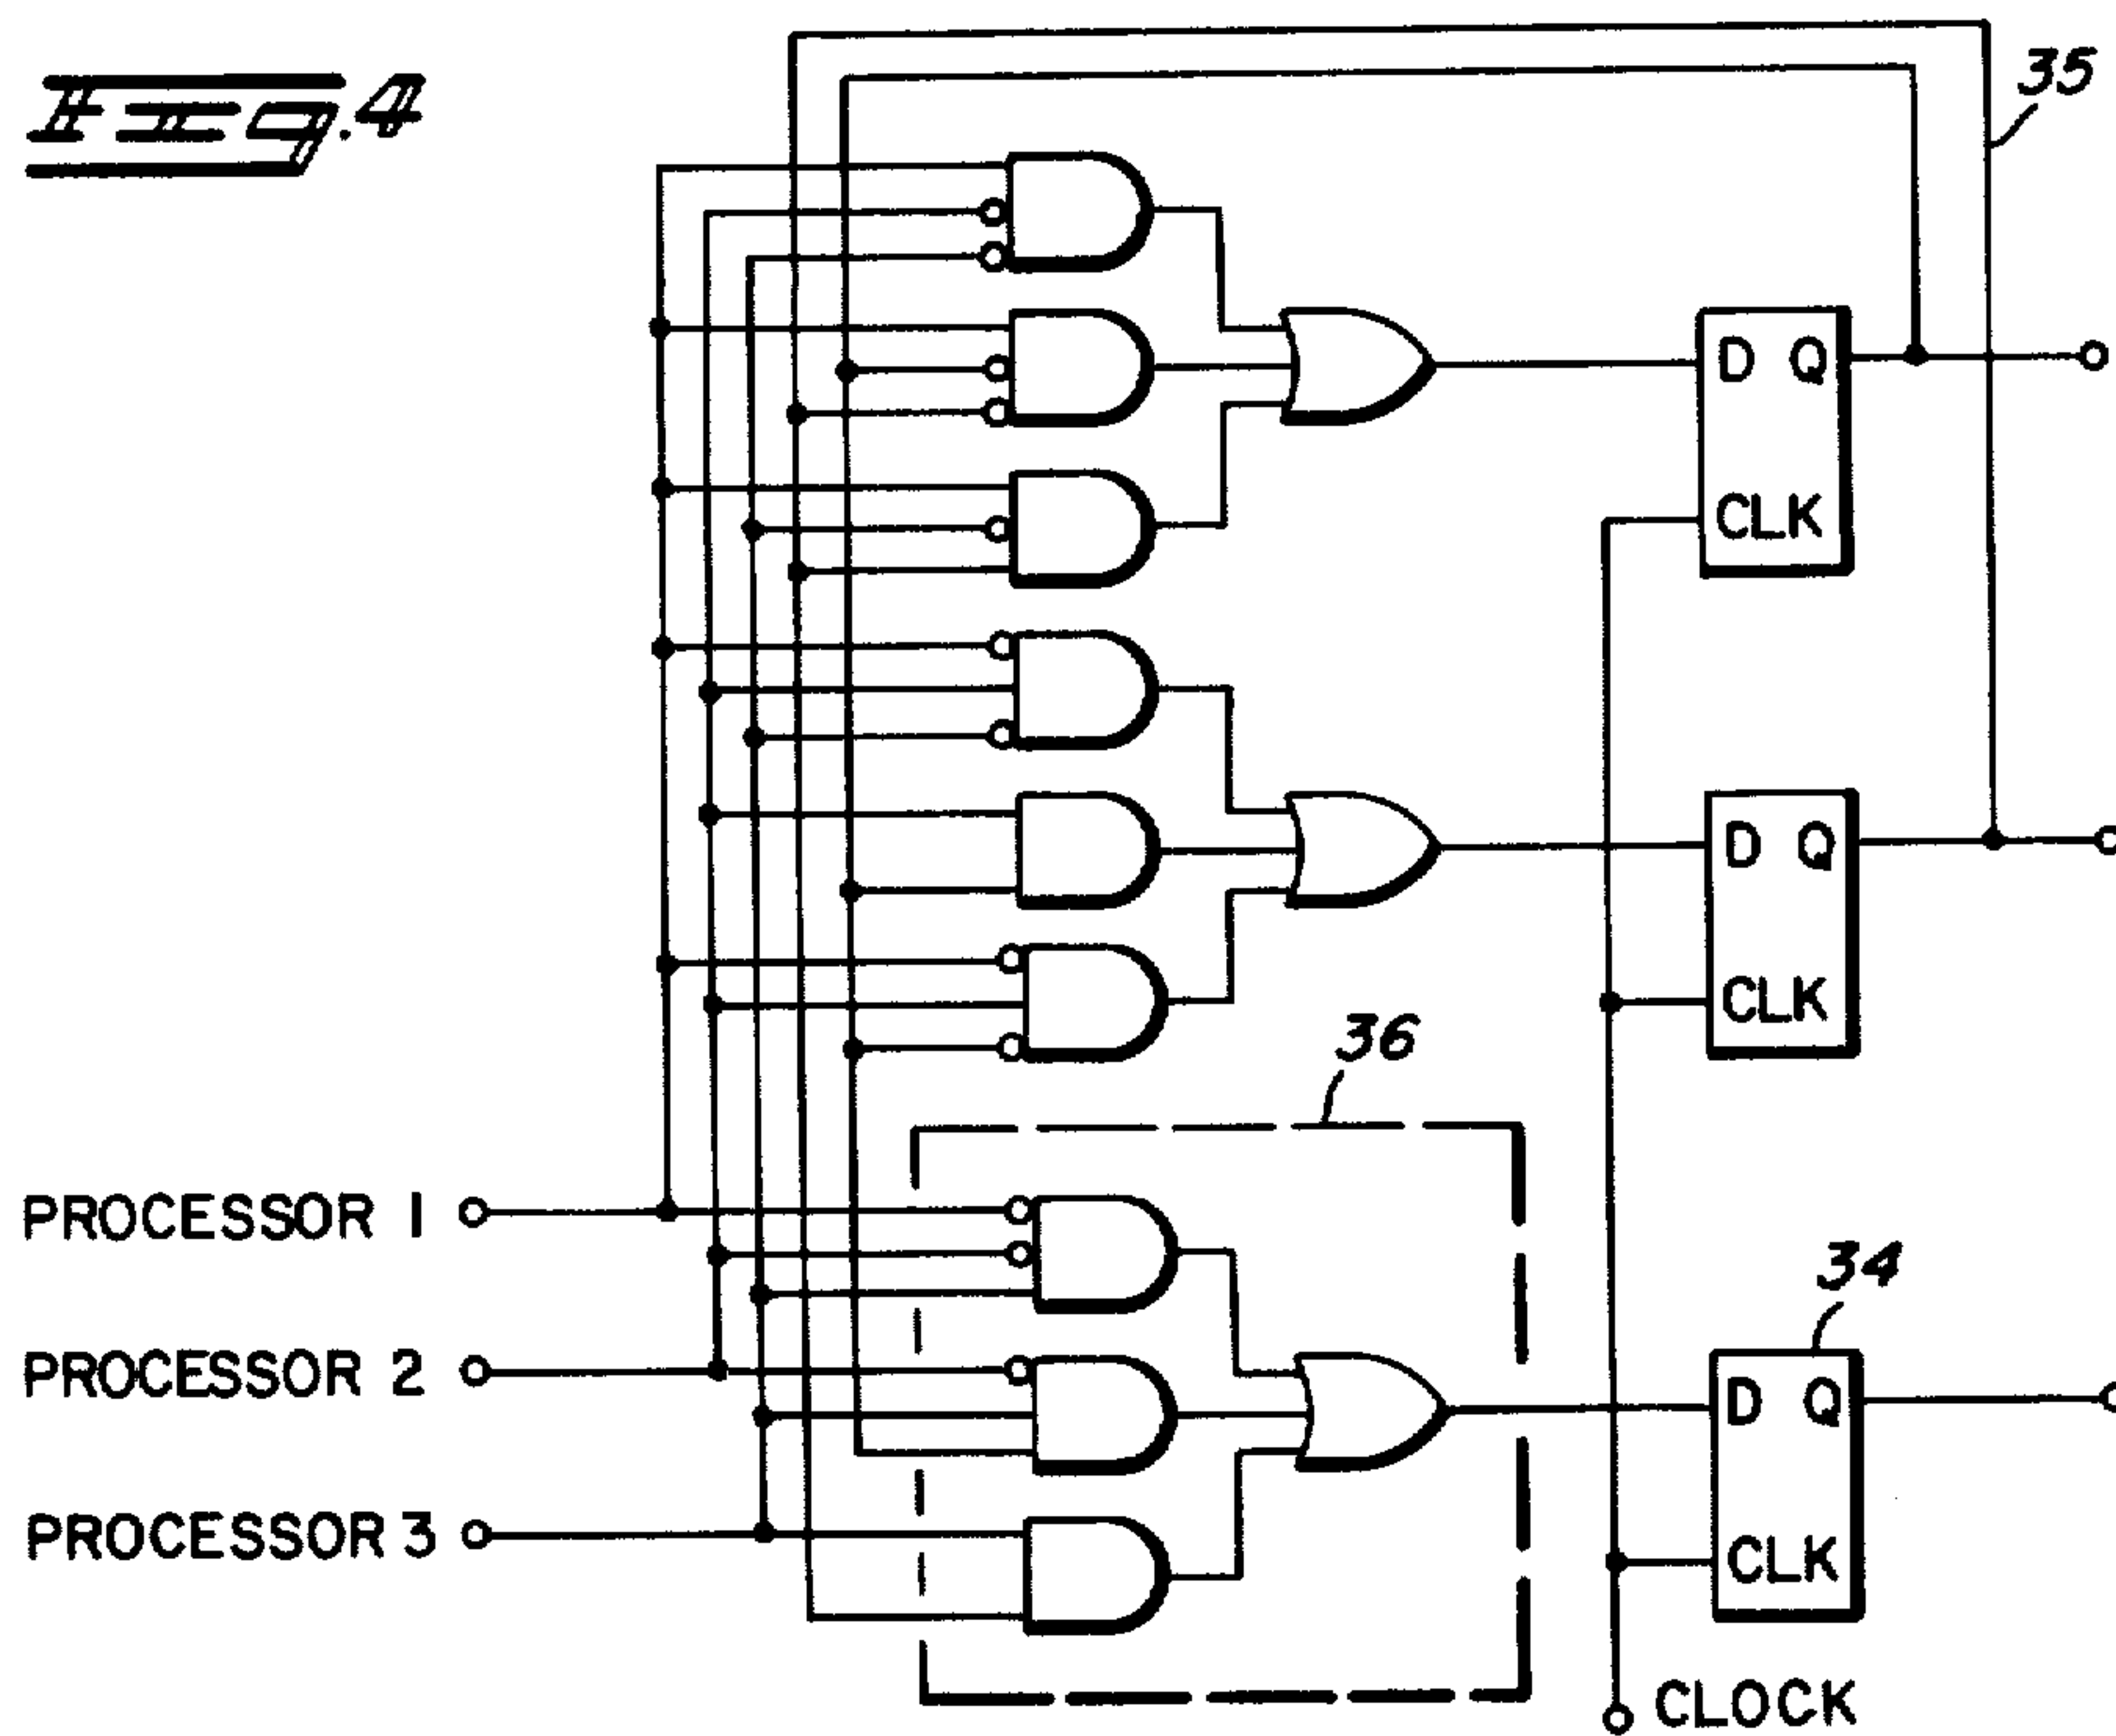 Fig.4
35
D Q
CLK
D Q
CLK
36
PROCESSOR 1
34
PROCESSOR 2
D Q
PROCESSOR 3
CLK
CLOCK